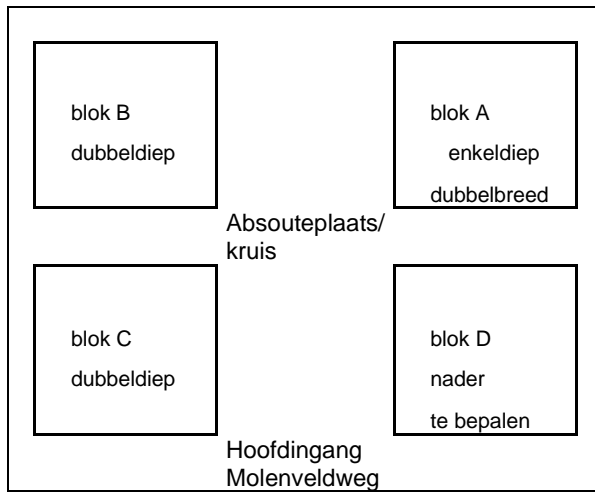 blok B
dubbeldiep
blok A
enkeldiep
dubbelbreed
Absouteplaats/
kruis
blok C
dubbeldiep
blok D
nader
te bepalen
Hoofdingang
Molenveldweg